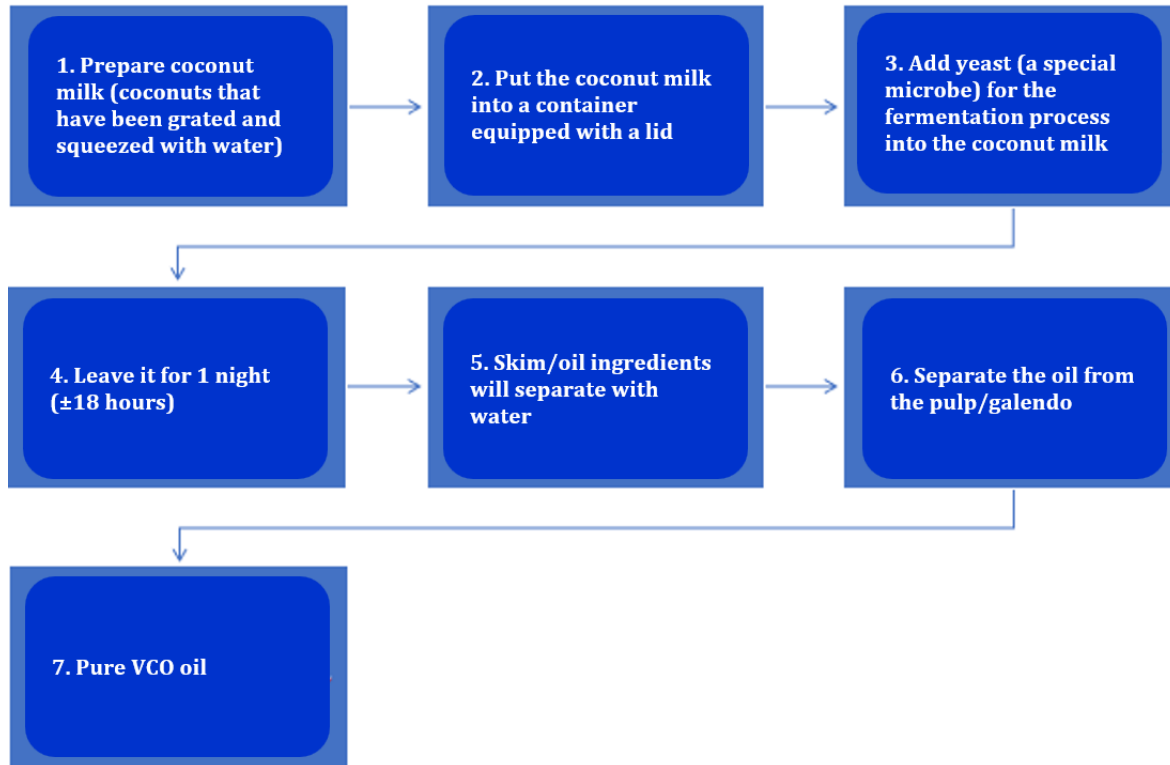 1. Prepare coconut
milk (coconuts that
have been grated and
squeezed with water)
2. Put the coconut milk
into a container
equipped with a lid
3. Add yeast (a special
microbe) for the
fermentation process
into the coconut milk
4. Leave it for 1 night
(±18 hours)
5. Skim/oil ingredients
will separate with
water
6. Separate the oil from
the pulp/galendo
7. Pure VCO oil